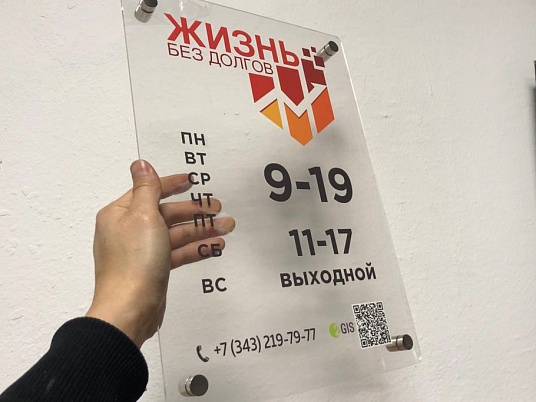 ЖИЗНЬ
БЕЗ ДОЛГОВ
ПН
ВТ
СР
ЧТ
ПТ
9-19
СБ 11-17
ВС ВЫХОДНОЙ
+7 (343) 219-79-77
2GIS